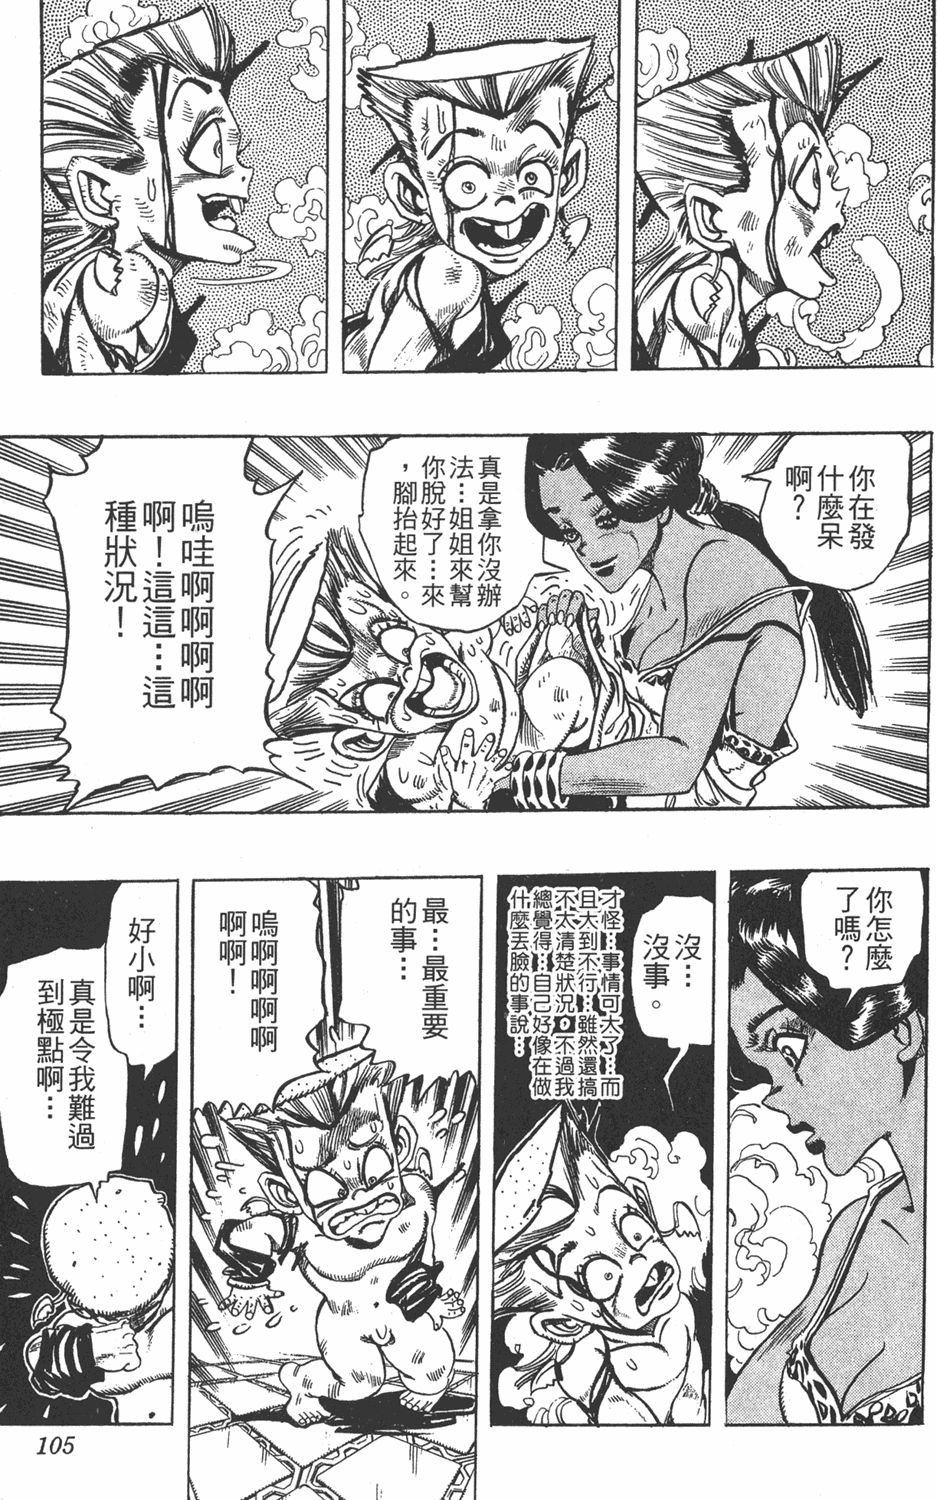 你在發
什麼呆
啊？
真是拿你沒辦
法…姐姐來幫
你脫好了…來
，腳抬起來。
嗚哇啊啊啊啊
啊！這這…這
種狀況！
你怎麼
了嗎？
沒…
沒事。
才怪…事情可大了…而
且大到不行…雖然還搞
不太清楚狀況。不過我
總覺得…自己好像在做
什麼丟臉的事說…
最…最重要
的事…
嗚啊啊啊啊
啊啊！
好小啊…
真是令我難過
到極點啊…
105